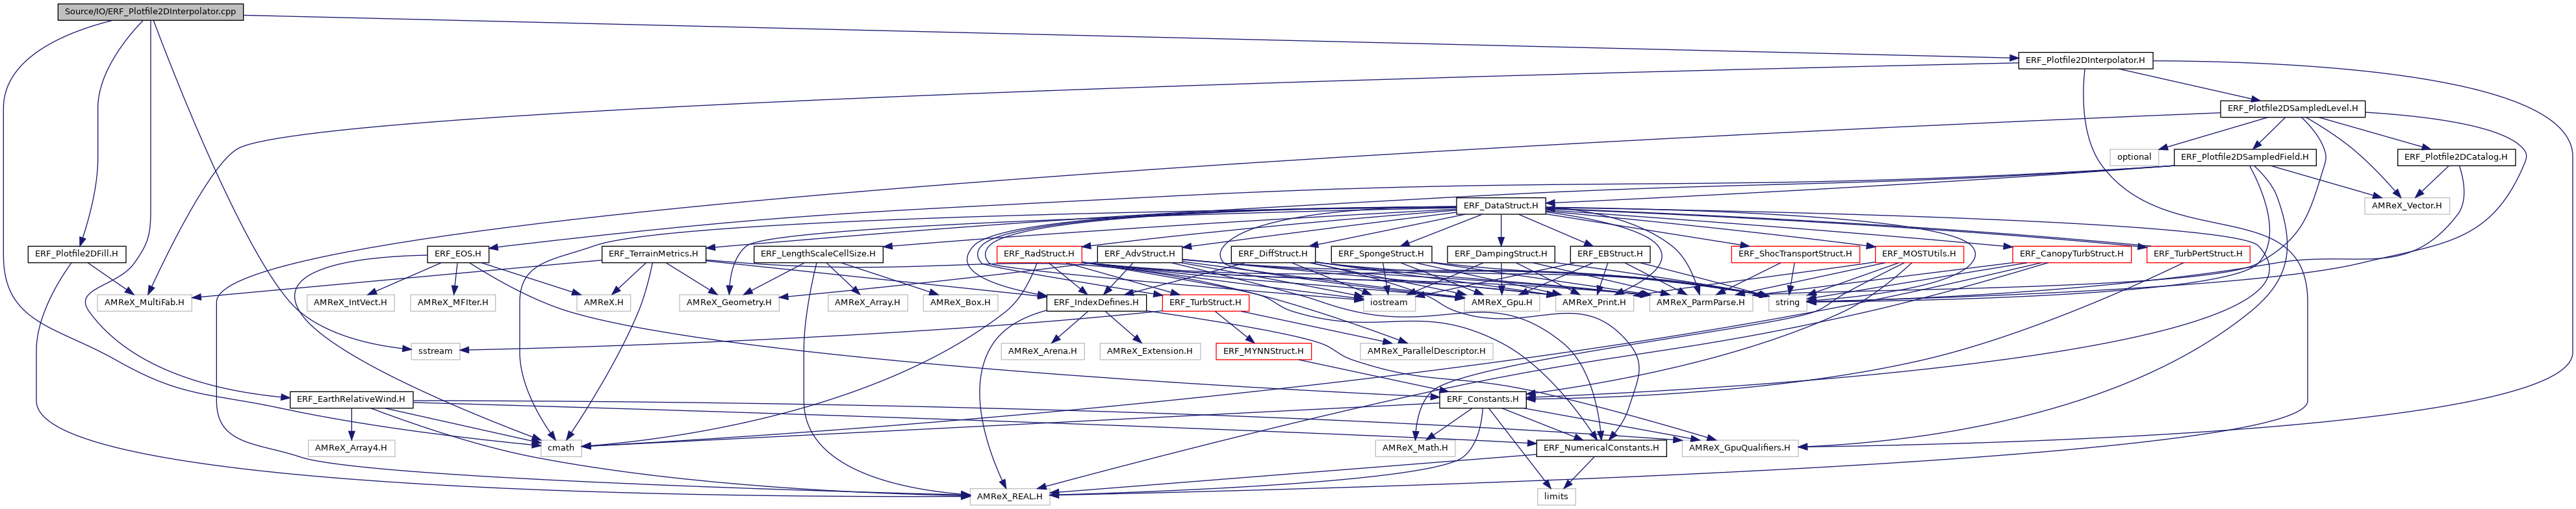 Source/IO/ERF_Plotfile2DInterpolator.cpp
ERF_Plotfile2DInterpolator.H
ERF_Plotfile2DSampledLevel.H
optional
ERF_Plotfile2DSampledField.H
ERF_Plotfile2DCatalog.H
ERF_DataStruct.H
AMReX_Vector.H
ERF_Plotfile2DFill.H
ERF_EOS.H
ERF_TerrainMetrics.H
ERF_LengthScaleCellSize.H
ERF_RadStruct.H
ERF_AdvStruct.H
ERF_DiffStruct.H
ERF_SpongeStruct.H
ERF_DampingStruct.H
ERF_EBStruct.H
ERF_ShocTransportStruct.H
ERF_MOSTUtils.H
ERF_CanopyTurbStruct.H
ERF_TurbPertStruct.H
AMReX_MultiFab.H
AMReX_IntVect.H
AMReX_MFIter.H
AMReX.H
AMReX_Geometry.H
AMReX_Array.H
AMReX_Box.H
ERF_IndexDefines.H
ERF_TurbStruct.H
iostream
AMReX_Gpu.H
AMReX_Print.H
AMReX_ParmParse.H
string
sstream
AMReX_Arena.H
AMReX_Extension.H
ERF_MYNNStruct.H
AMReX_ParallelDescriptor.H
ERF_EarthRelativeWind.H
ERF_Constants.H
AMReX_Array4.H
cmath
AMReX_Math.H
ERF_NumericalConstants.H
AMReX_GpuQualifiers.H
AMReX_REAL.H
limits